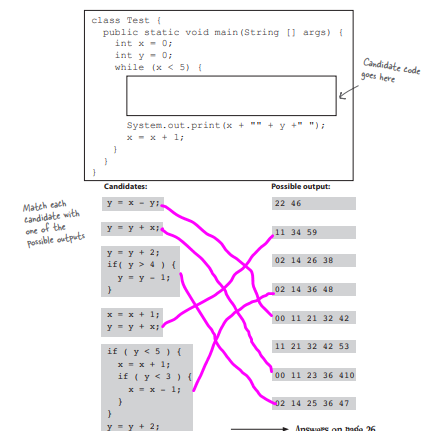 class Test {
public static void main(String [] args) {
int x = 0;
int y = 0;
while (x < 5) {
Candidate code
goes here
System.out.print(x + "" + y +" ");
x = x + 1;
}
}
}
Candidates:
Possible output:
Match each
candidate with
one of the
possible outputs
y = x - y;
y = y + x;
y = y + 2;
if( y > 4 ) {
y = y - 1;
}
x = x + 1;
y = y + x;
if ( y < 5 ) {
x = x + 1;
if ( y < 3 ) {
x = x - 1;
}
}
y = y + 2;
22 46
11 34 59
02 14 26 38
02 14 36 48
00 11 21 32 42
11 21 32 42 53
00 11 23 36 410
02 14 25 36 47
Answers on page 26